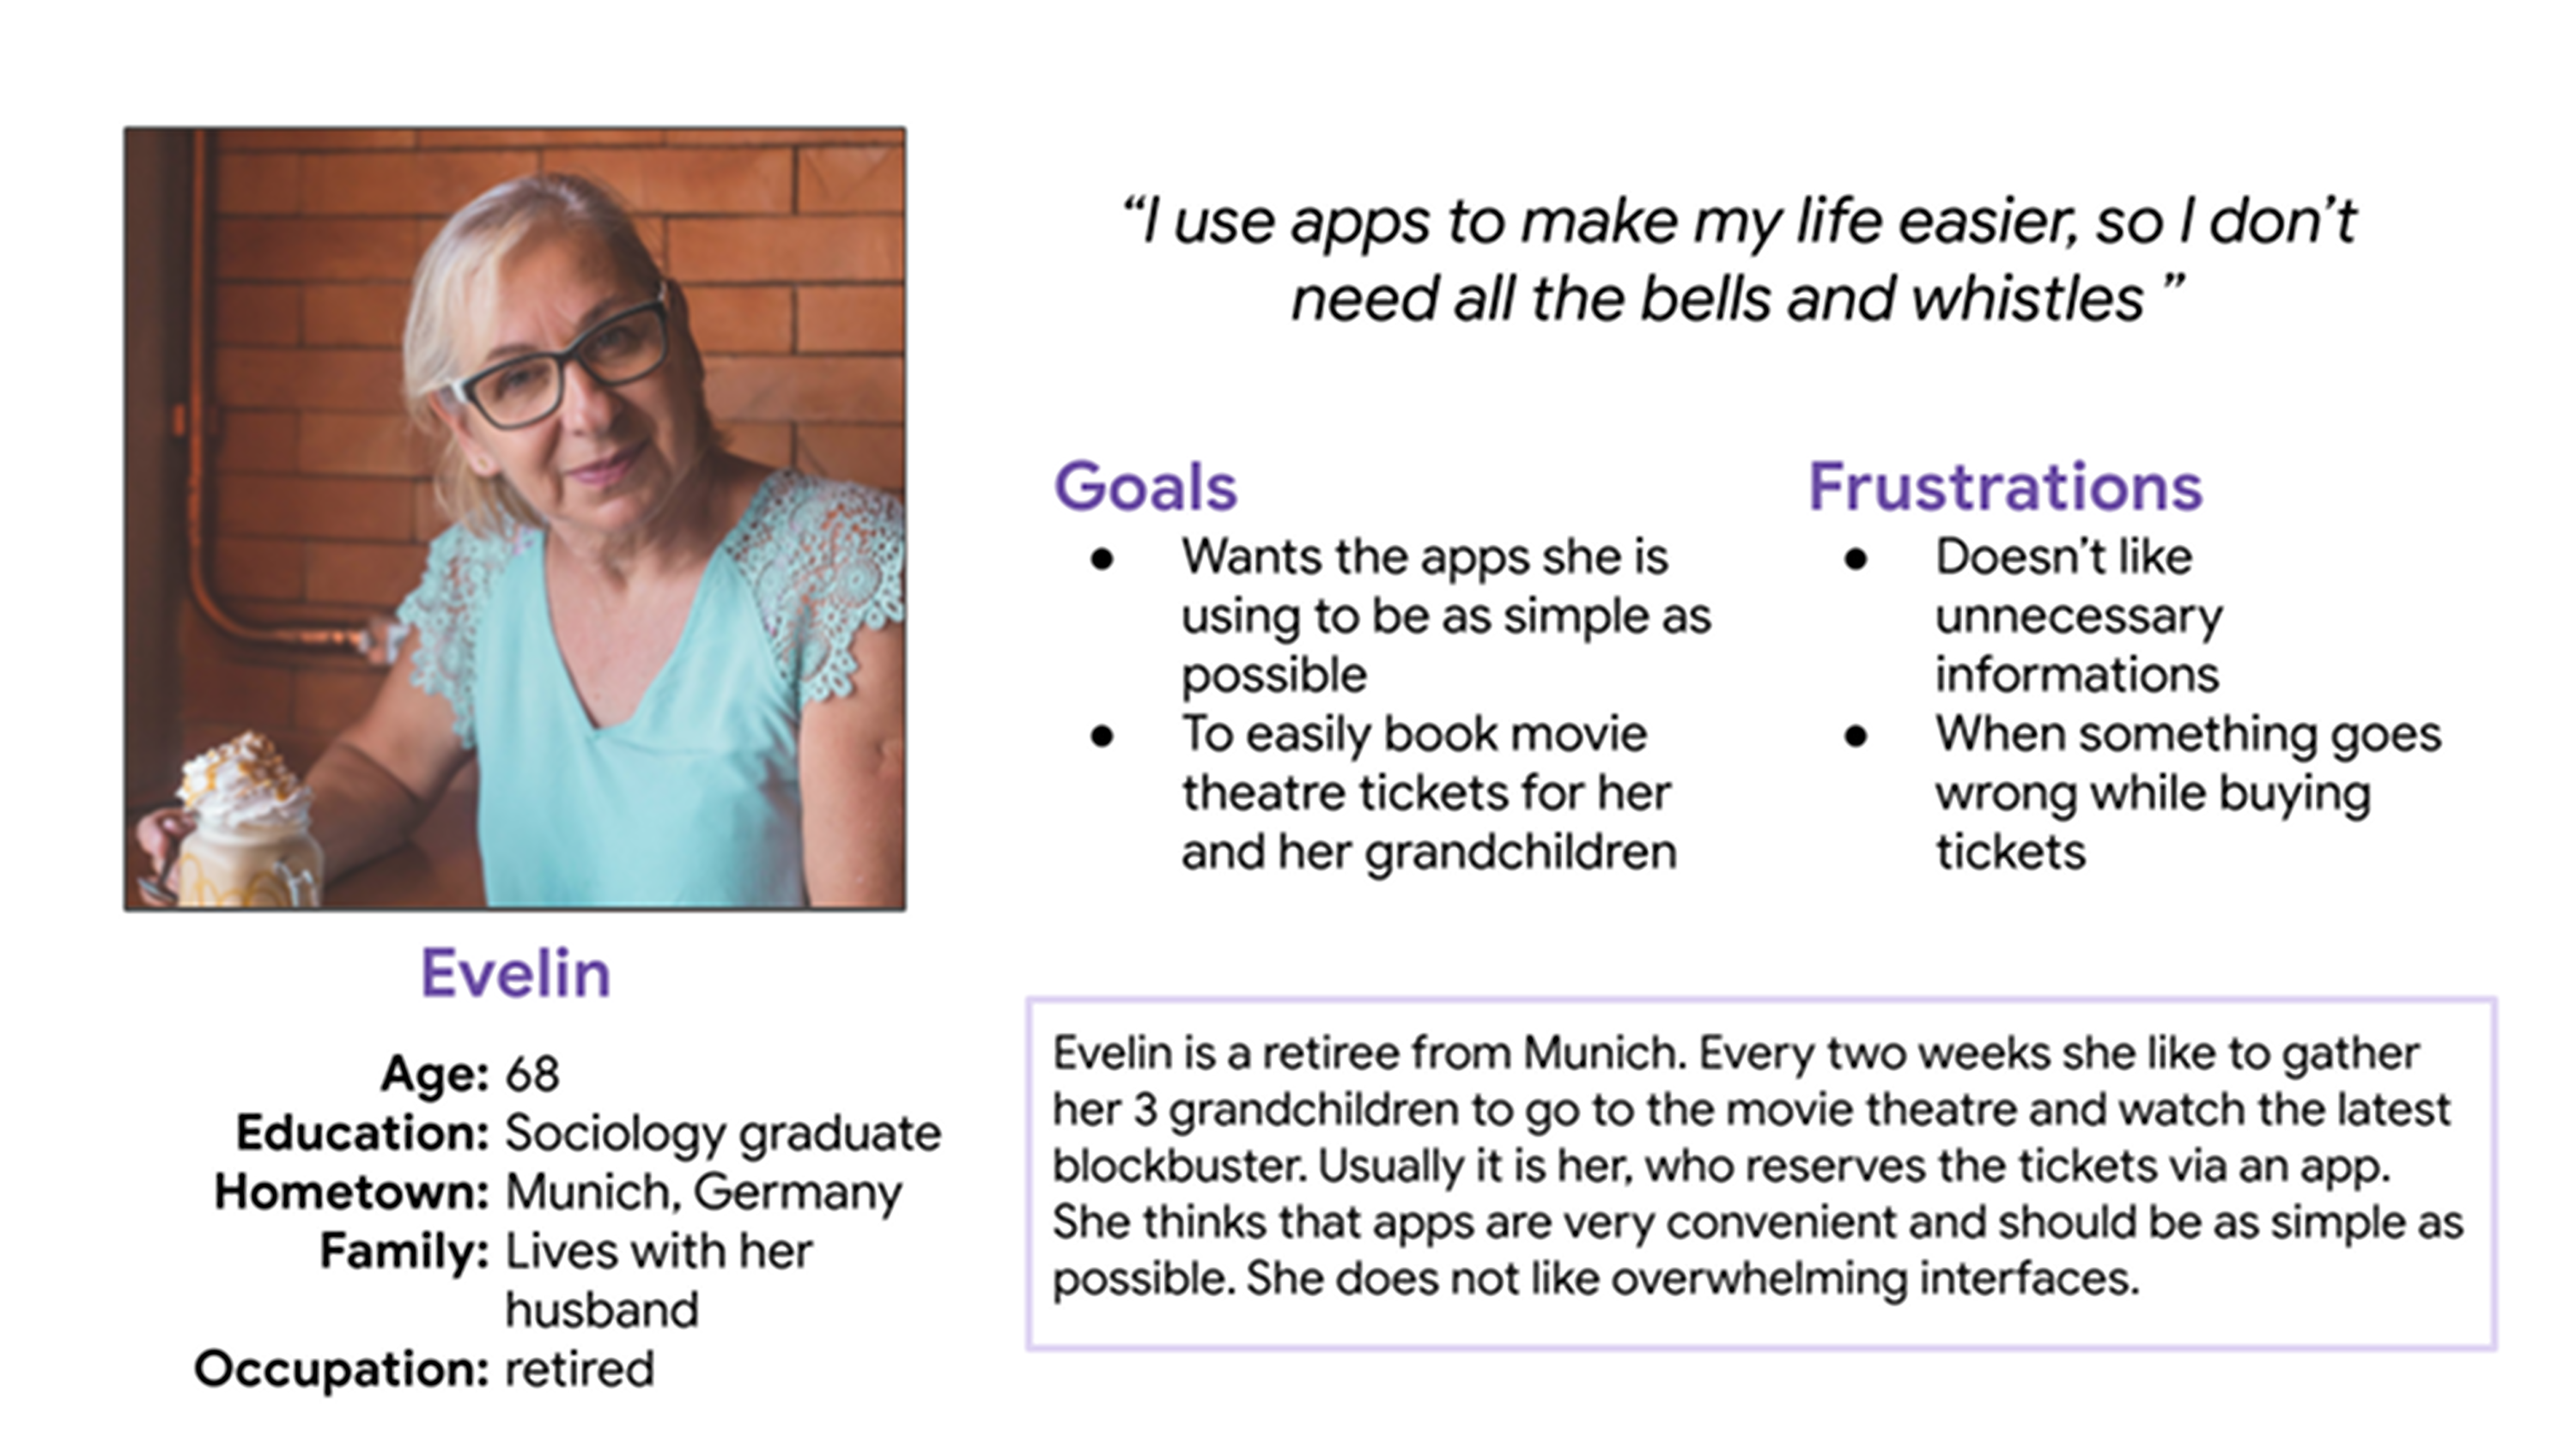 “I use apps to make my life easier, so I don’t
need all the bells and whistles ”
Goals
● Wants the apps she is
using to be as simple as
possible
● To easily book movie
theatre tickets for her
and her grandchildren
Frustrations
● Doesn’t like
unnecessary
informations
● When something goes
wrong while buying
tickets
Evelin
Age: 68
Education: Sociology graduate
Hometown: Munich, Germany
Family: Lives with her
husband
Occupation: retired
Evelin is a retiree from Munich. Every two weeks she like to gather
her 3 grandchildren to go to the movie theatre and watch the latest
blockbuster. Usually it is her, who reserves the tickets via an app.
She thinks that apps are very convenient and should be as simple as
possible. She does not like overwhelming interfaces.